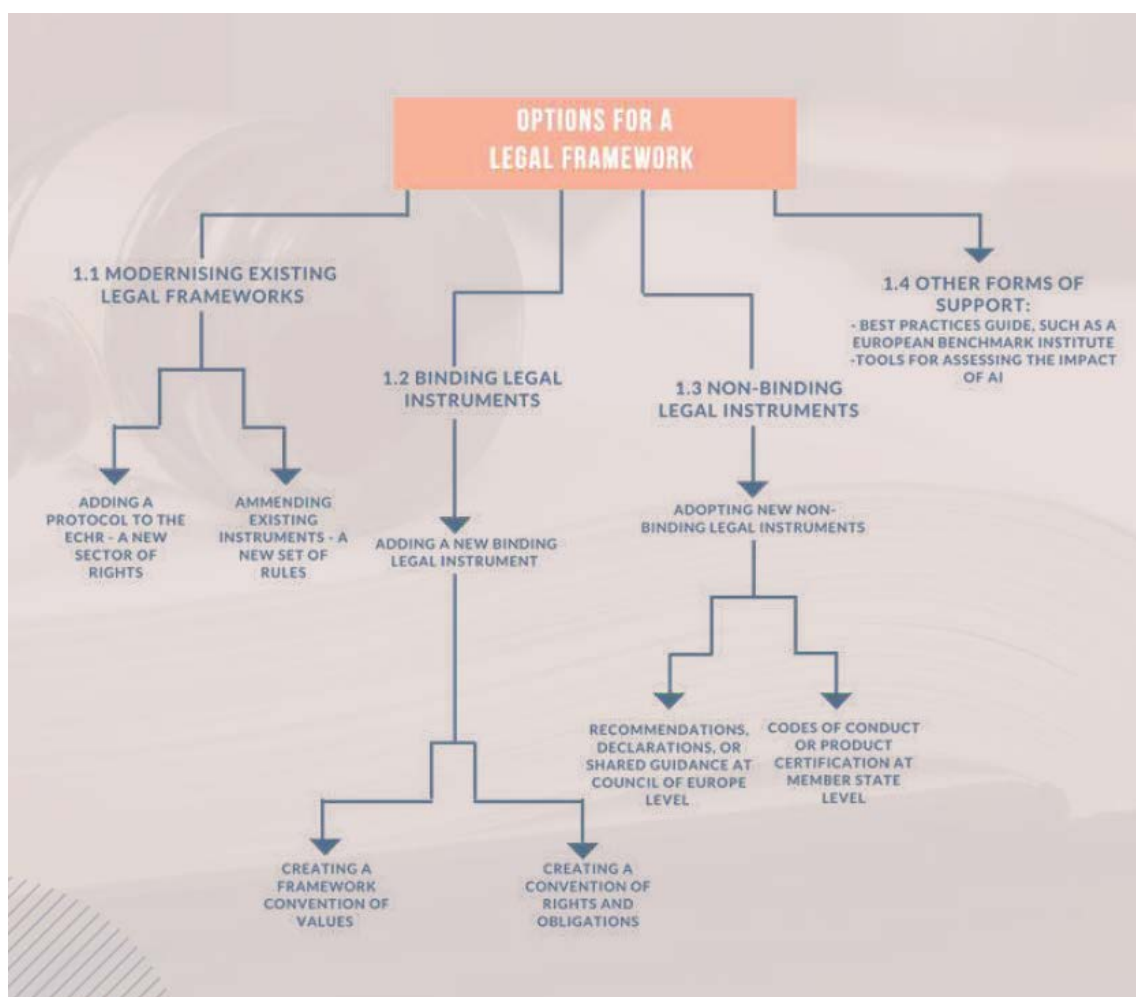 OPTIONS FOR A
LEGAL FRAMEWORK
1.1 MODERNISING EXISTING
LEGAL FRAMEWORKS
ADDING A
PROTOCOL TO THE
ECHR - A NEW
SECTOR OF
RIGHTS
AMMENDING
EXISTING
INSTRUMENTS - A
NEW SET OF
RULES
1.2 BINDING LEGAL
INSTRUMENTS
ADDING A NEW BINDING
LEGAL INSTRUMENT
CREATING A
FRAMEWORK
CONVENTION OF
VALUES
CREATING A
CONVENTION OF
RIGHTS AND
OBLIGATIONS
1.3 NON-BINDING
LEGAL INSTRUMENTS
ADOPTING NEW NON-
BINDING LEGAL INSTRUMENTS
RECOMMENDATIONS,
DECLARATIONS, OR
SHARED GUIDANCE AT
COUNCIL OF EUROPE
LEVEL
CODES OF CONDUCT
OR PRODUCT
CERTIFICATION AT
MEMBER STATE
LEVEL
1.4 OTHER FORMS OF
SUPPORT:
- BEST PRACTICES GUIDE, SUCH AS A
EUROPEAN BENCHMARK INSTITUTE
-TOOLS FOR ASSESSING THE IMPACT
OF AI